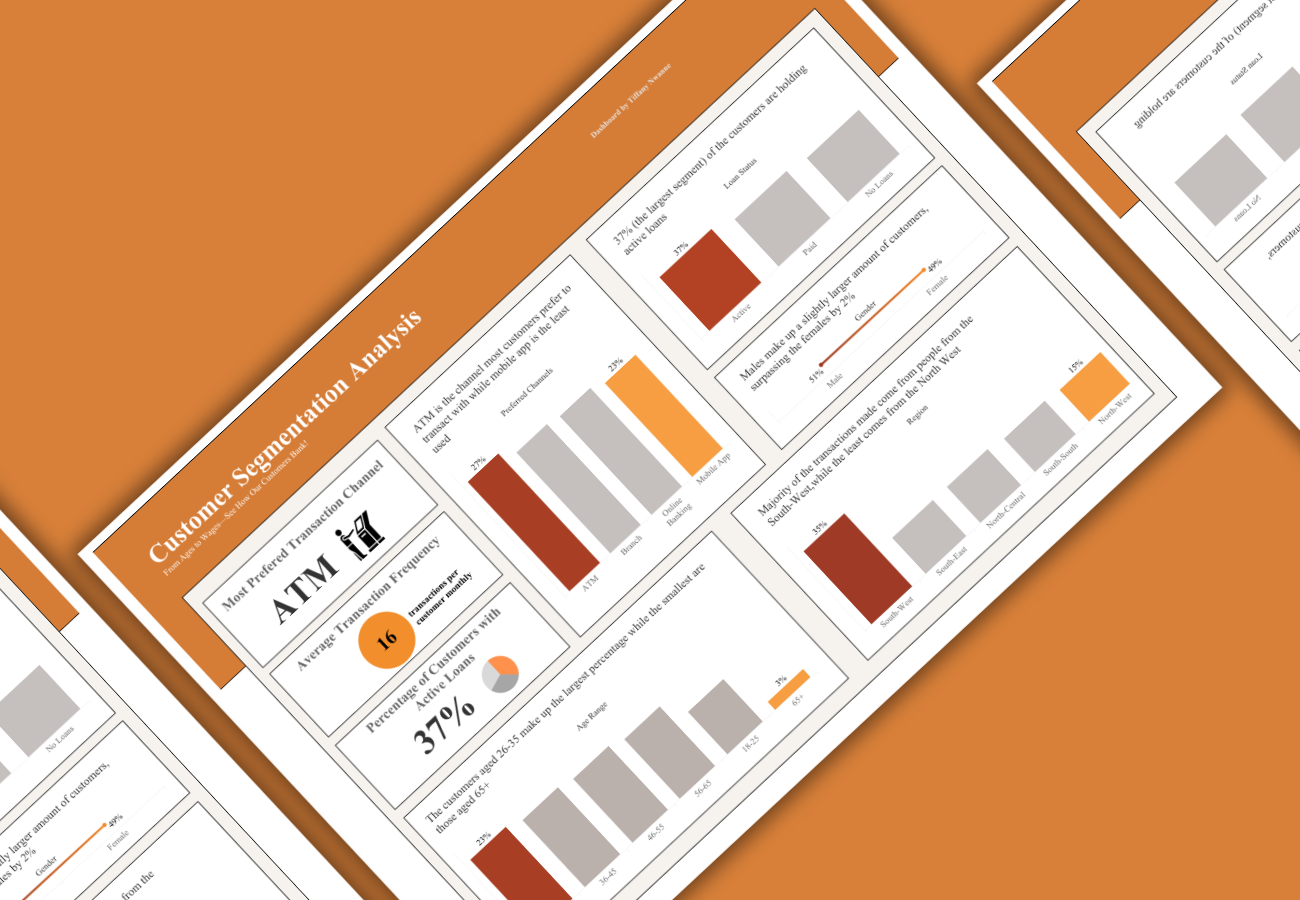 Customer Segmentation Analysis
From Ages to Wages—See How Our Customers Bank!
Dashboard by Tiffany Nwanne
Most Prefered Transaction Channel
ATM
Average Transaction Frequency
16
transactions per
customer monthly
Percentage of Customers with
Active Loans
37%
ATM is the channel most customers prefer to
transact with while mobile app is the least
used
Preferred Channels
27%
23%
ATM
Branch
Online
Banking
Mobile App
37% (the largest segment) of the customers are holding
active loans
Loan Status
37%
Active
Paid
No Loans
Males make up a slightly larger amount of customers,
surpassing the females by 2%
Gender
51%
49%
Male
Female
The customers aged 26-35 make up the largest percentage while the smallest are
those aged 65+
Age Range
23%
3%
36-45
46-55
56-65
18-25
65+
Majority of the transactions made come from people from the
South-West,while the least comes from the North West
Region
35%
15%
South-West
South-East
North-Central
South-South
North-West
No Loans
tly larger amount of customers,
les by 2%
Gender
49%
Female
from the
segment) of the customers are holding
Loan Status
No Loans
customers,